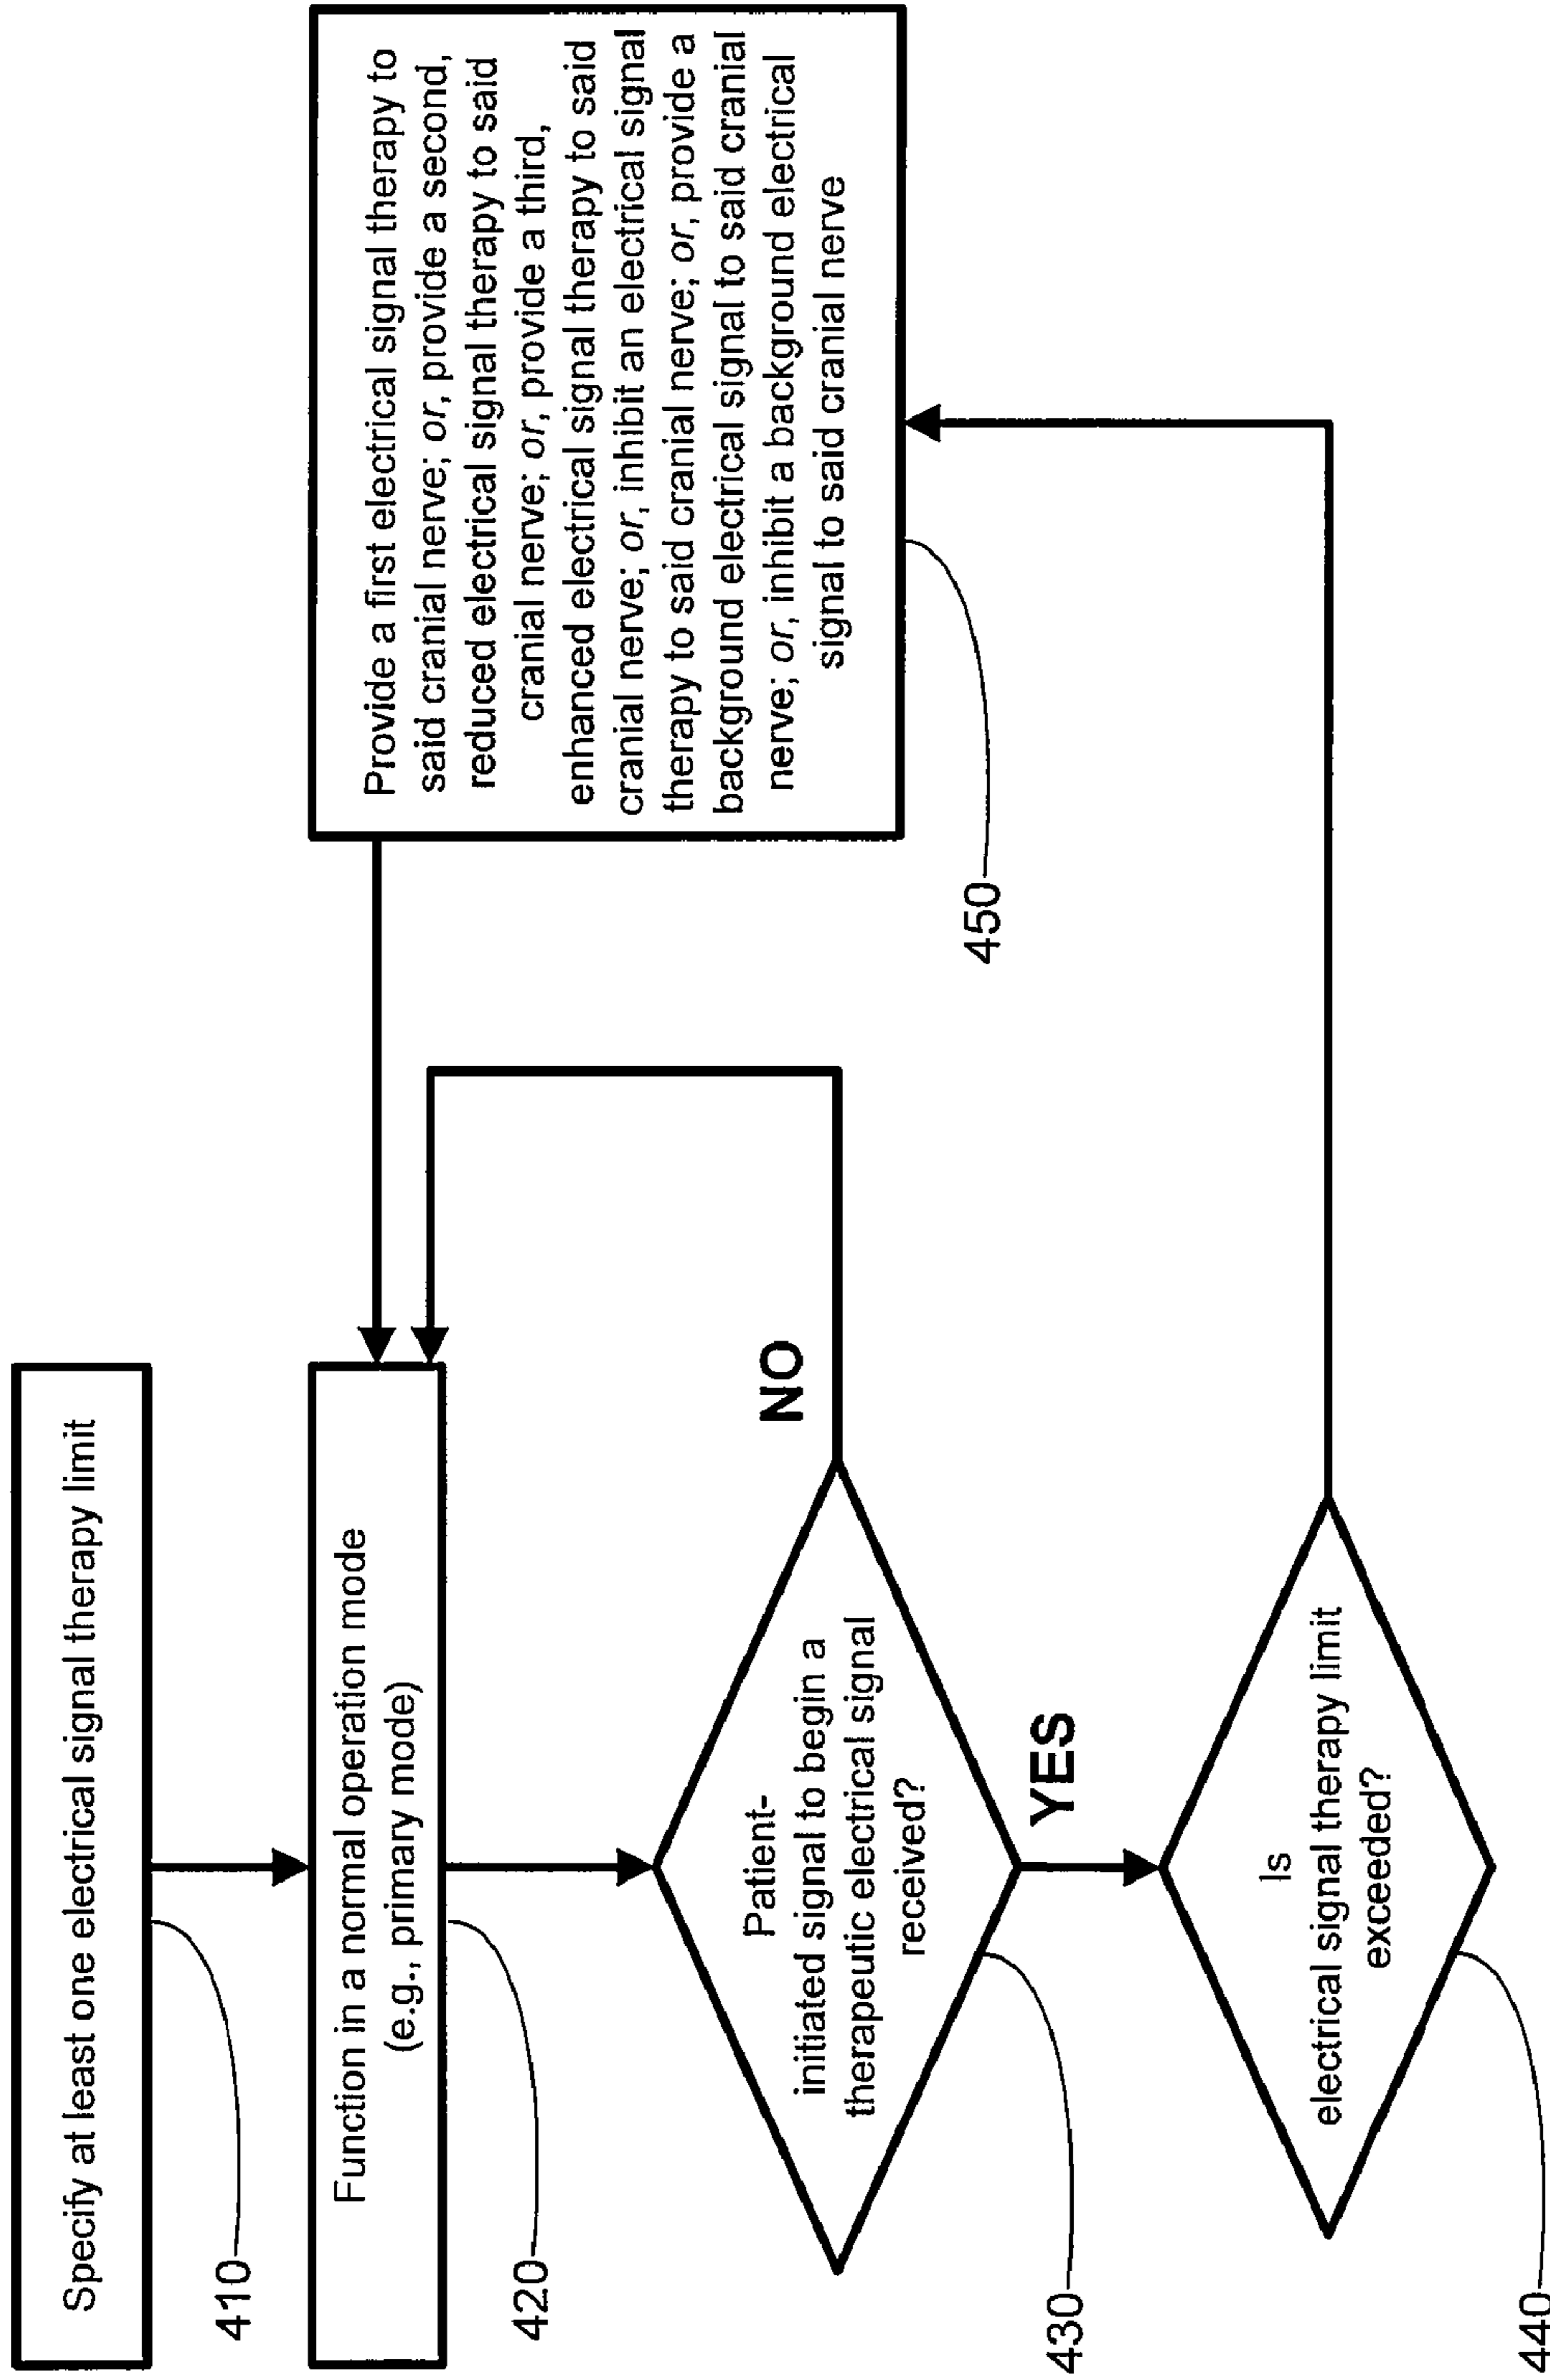 Specify at least one electrical signal therapy limit
410
Function in a normal operation mode
(e.g., primary mode)
420
Patient-
initiated signal to begin a
therapeutic electrical signal
received?
NO
430
YES
Is
electrical signal therapy limit
exceeded?
440
Provide a first electrical signal therapy to
said cranial nerve; or, provide a second,
reduced electrical signal therapy to said
cranial nerve; or, provide a third,
enhanced electrical signal therapy to said
cranial nerve; or, inhibit an electrical signal
therapy to said cranial nerve; or, provide a
background electrical signal to said cranial
nerve; or, inhibit a background electrical
signal to said cranial nerve
450